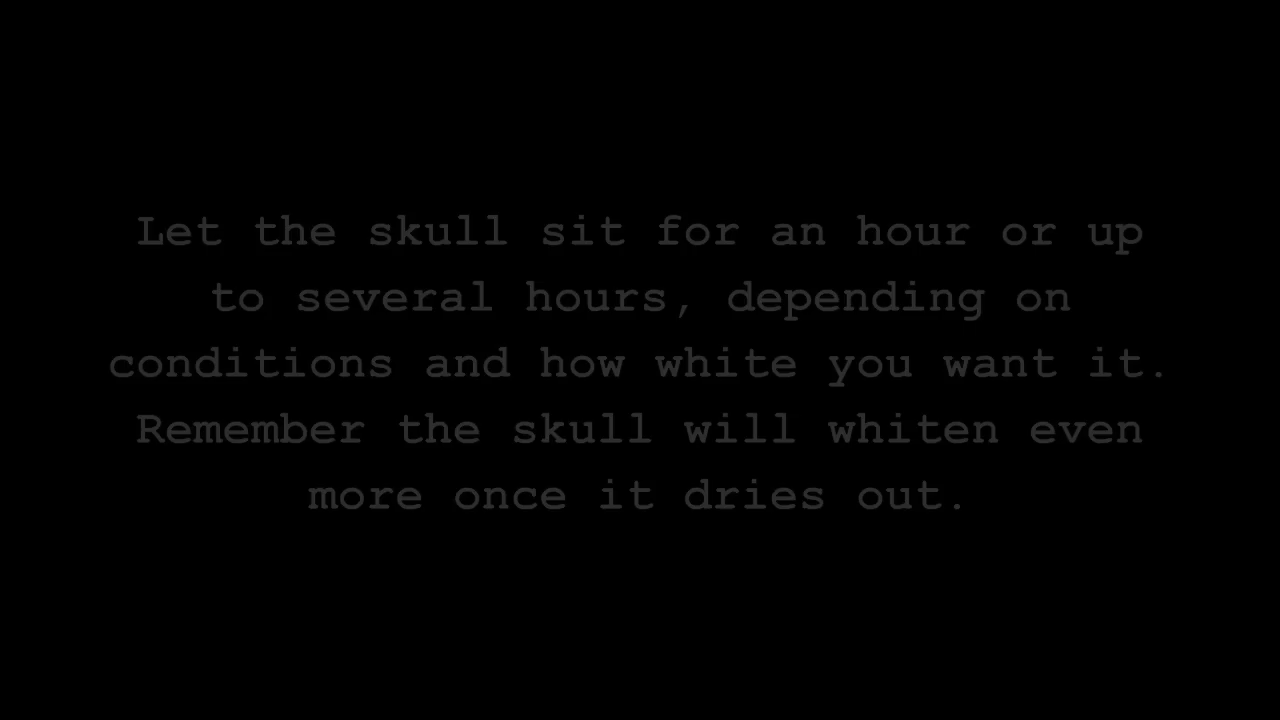 Let the skull sit for an hour or up
to several hours, depending on
conditions and how white you want it.
Remember the skull will whiten even
more once it dries out.